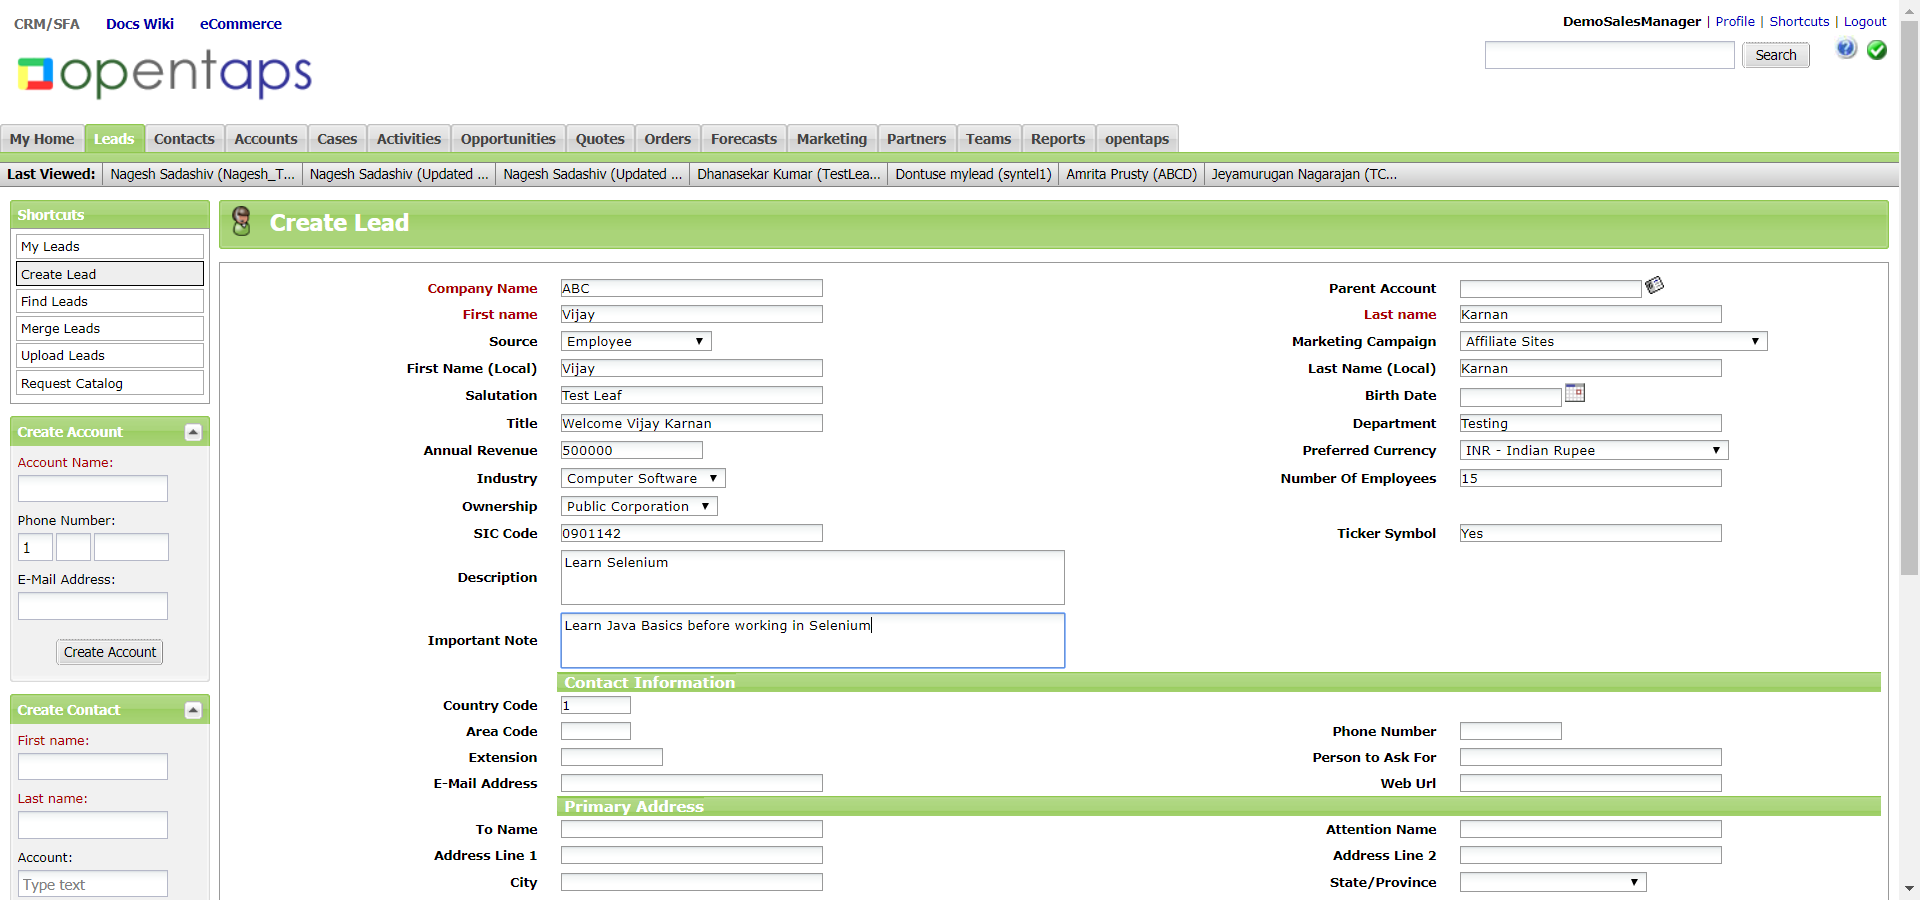 CRM/SFA Docs Wiki eCommerce
DemoSalesManager | Profile | Shortcuts | Logout
Search
opentaps
My Home Leads Contacts Accounts Cases Activities Opportunities Quotes Orders Forecasts Marketing Partners Teams Reports opentaps
Last Viewed: Nagesh Sadashiv (Nagesh_T... Nagesh Sadashiv (Updated ... Nagesh Sadashiv (Updated ... Dhanasekar Kumar (TestLea... Dontuse mylead (syntel1) Amrita Prusty (ABCD) Jeyamurugan Nagarajan (TC...
Shortcuts
My Leads
Create Lead
Find Leads
Merge Leads
Upload Leads
Request Catalog
Create Account
Account Name:
Phone Number:
1
E-Mail Address:
Create Account
Create Contact
First name:
Last name:
Account:
Type text
Create Lead
Company Name ABC Parent Account
First name Vijay Last name Karnan
Source Employee Marketing Campaign Affiliate Sites
First Name (Local) Vijay Last Name (Local) Karnan
Salutation Test Leaf Birth Date
Title Welcome Vijay Karnan Department Testing
Annual Revenue 500000 Preferred Currency INR - Indian Rupee
Industry Computer Software Number Of Employees 15
Ownership Public Corporation
SIC Code 0901142 Ticker Symbol Yes
Description Learn Selenium
Important Note Learn Java Basics before working in Selenium
Contact Information
Country Code 1
Area Code Phone Number
Extension Person to Ask For
E-Mail Address Web Url
Primary Address
To Name Attention Name
Address Line 1 Address Line 2
City State/Province